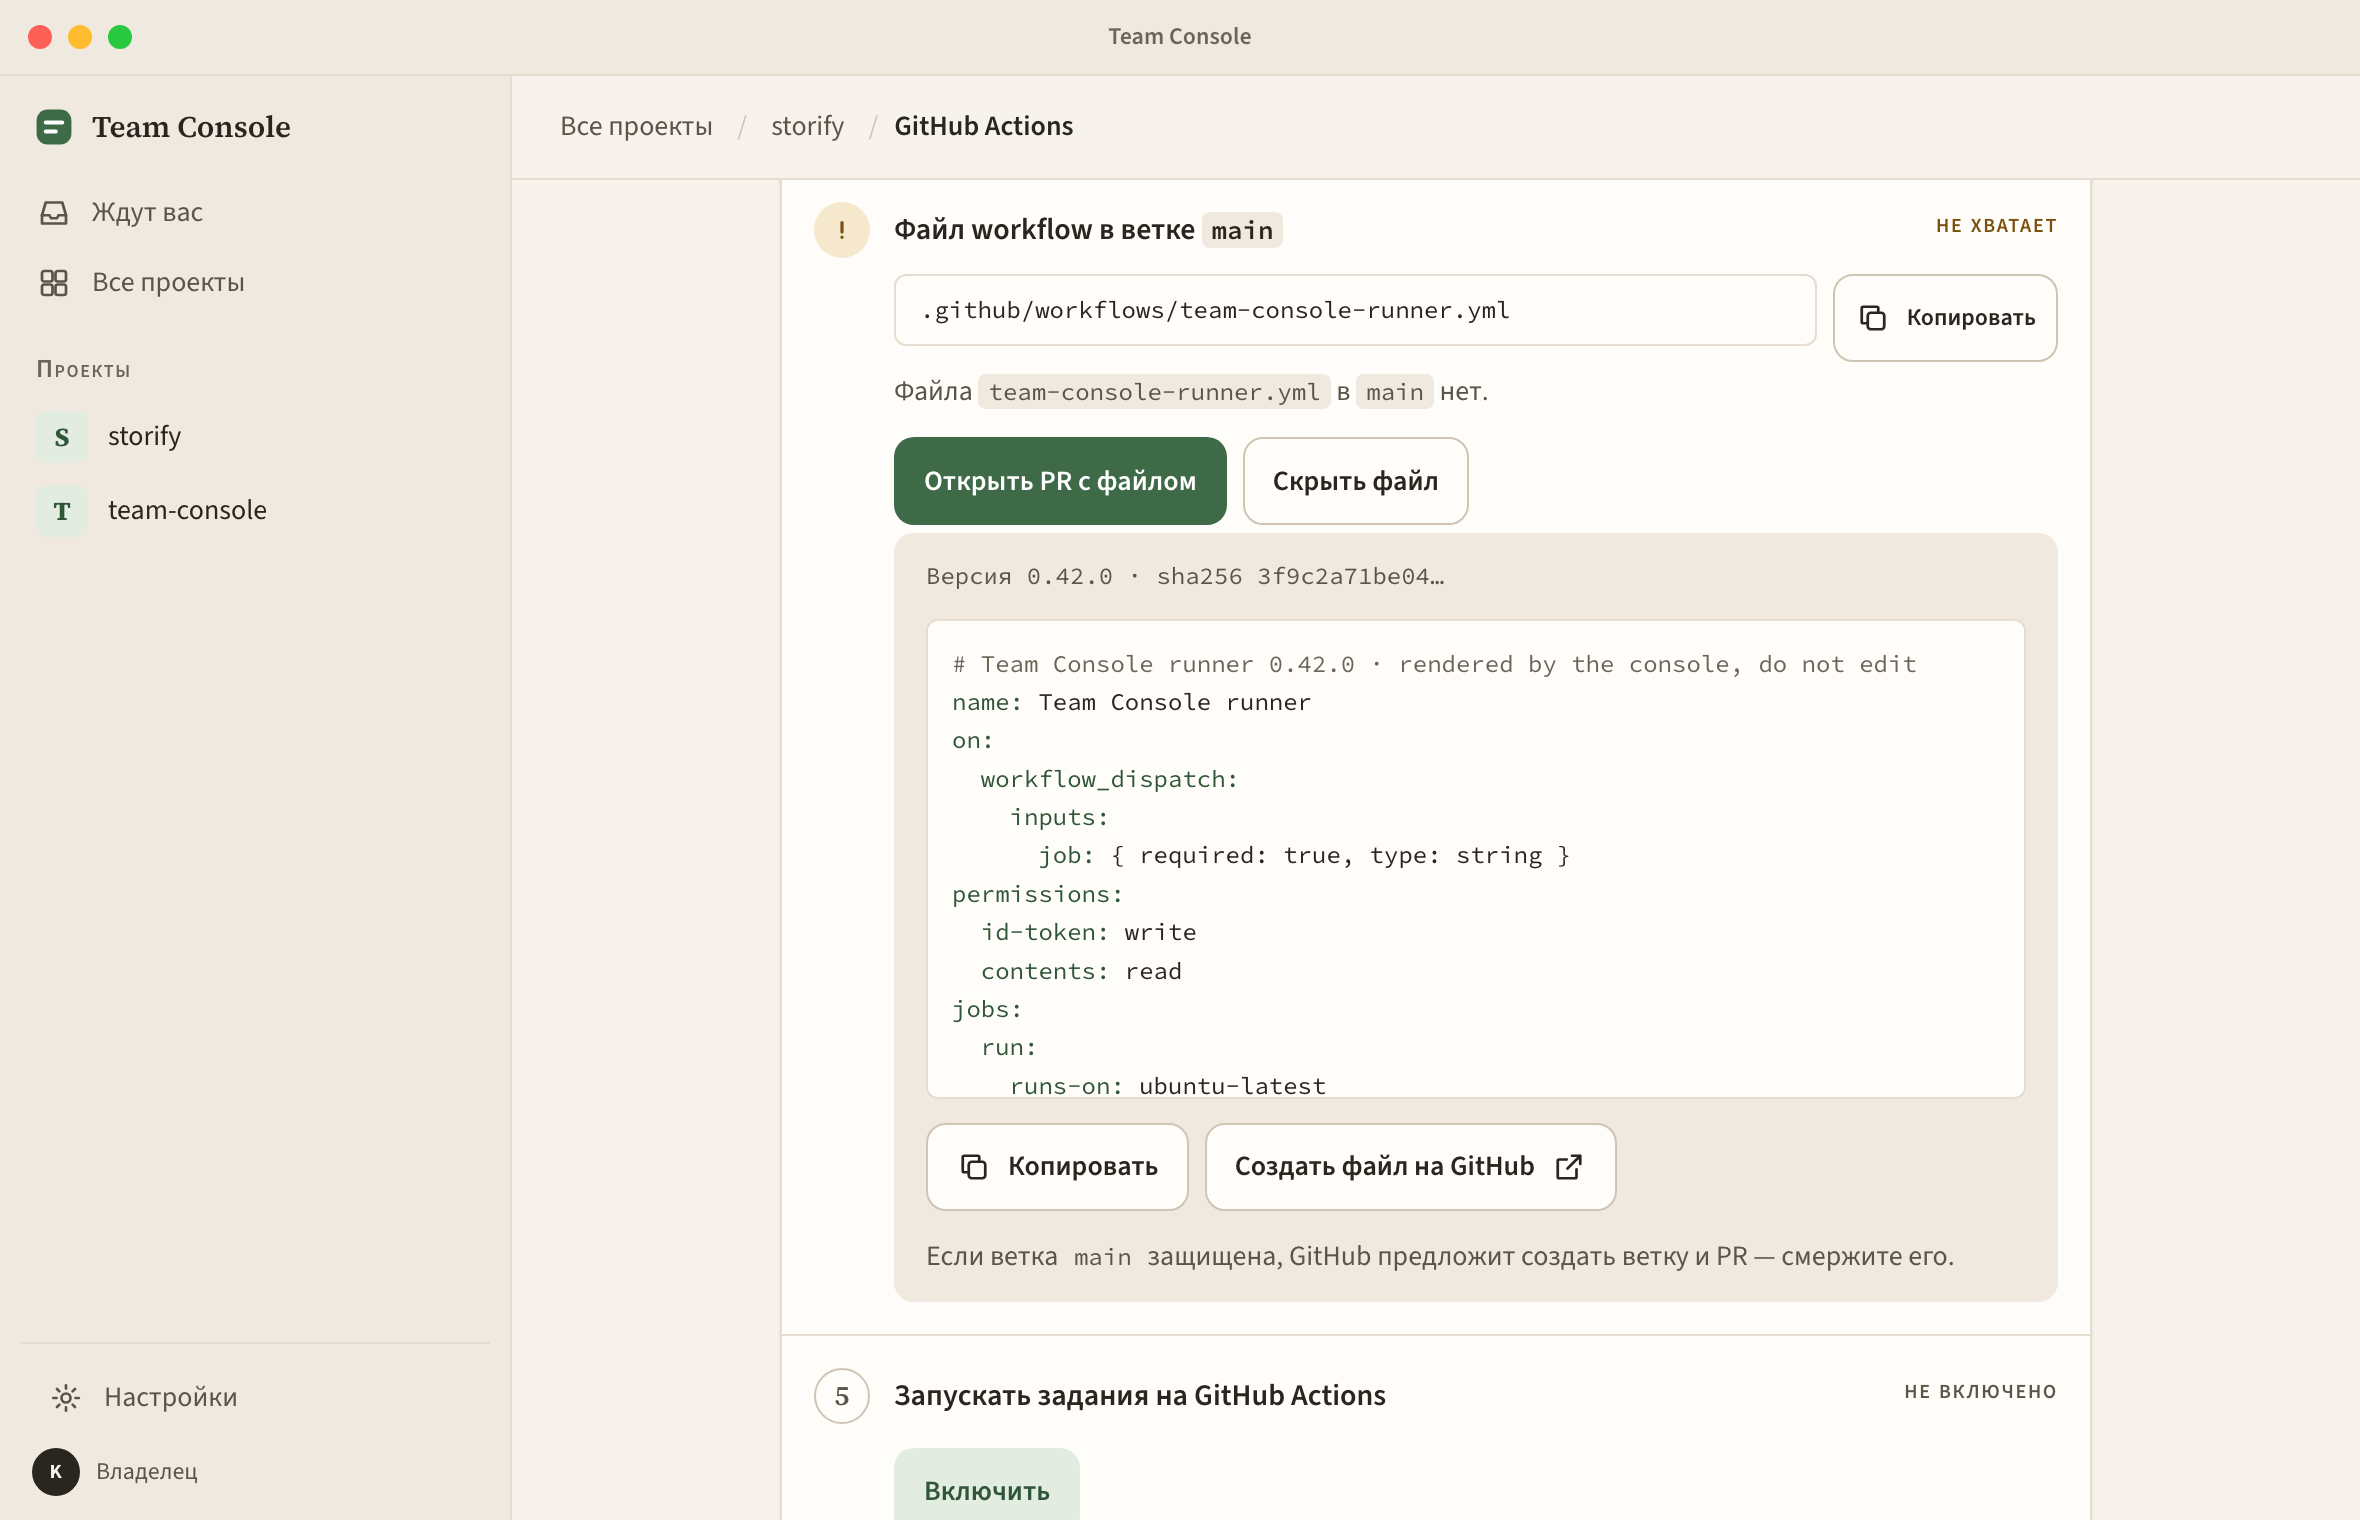 Team Console
Team Console
Ждут вас
Все проекты
Проекты
S storify
T team-console
Настройки
K Владелец
Все проекты / storify / GitHub Actions
! Файл workflow в ветке main НЕ ХВАТАЕТ
.github/workflows/team-console-runner.yml Копировать
Файла team-console-runner.yml в main нет.
Открыть PR с файлом Скрыть файл
Версия 0.42.0 · sha256 3f9c2a71be04…
# Team Console runner 0.42.0 · rendered by the console, do not edit
name: Team Console runner
on:
  workflow_dispatch:
    inputs:
      job: { required: true, type: string }
permissions:
  id-token: write
  contents: read
jobs:
  run:
    runs-on: ubuntu-latest
Копировать Создать файл на GitHub
Если ветка main защищена, GitHub предложит создать ветку и PR — смержите его.
5 Запускать задания на GitHub Actions НЕ ВКЛЮЧЕНО
Включить